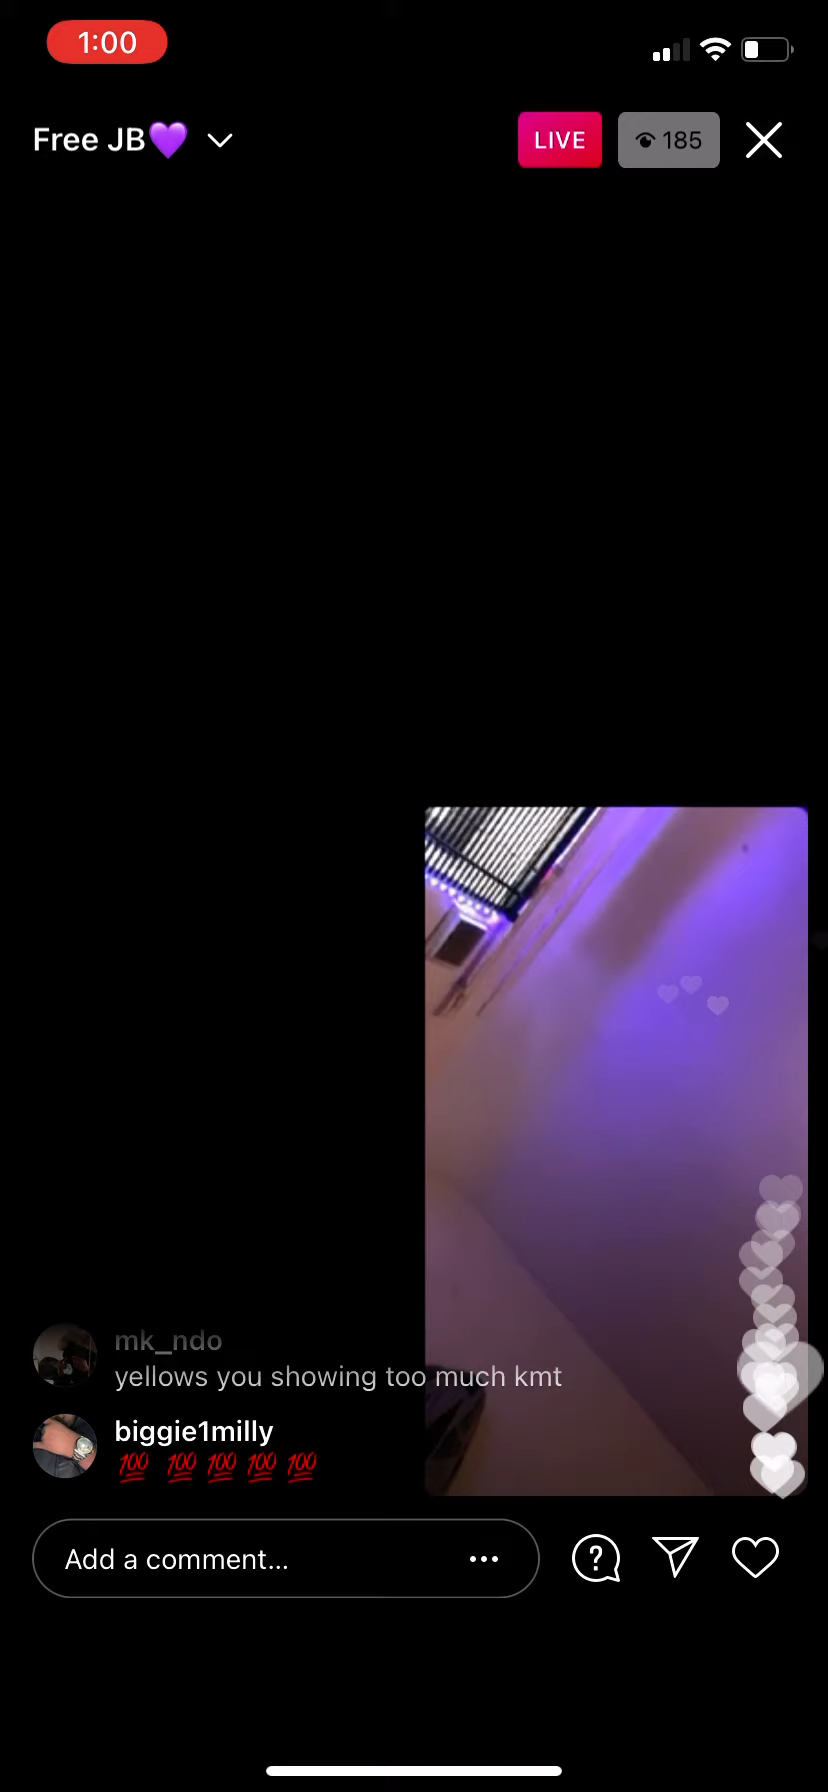 1:00
Free JB💜
LIVE
185
mk_ndo
yellows you showing too much kmt
biggie1milly
💯 💯 💯 💯 💯
Add a comment...